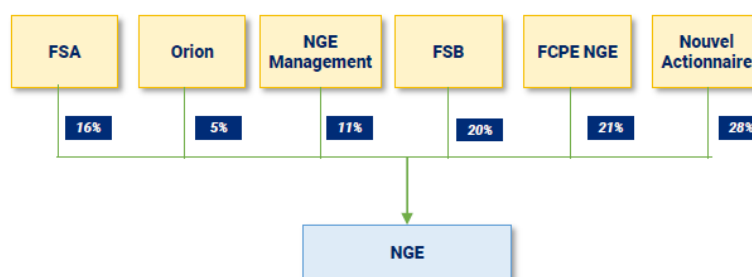 FSA
Orion
NGE
Management
FSB
FCPE NGE
Nouvel
Actionnaire
16%
5%
11%
20%
21%
28%
NGE